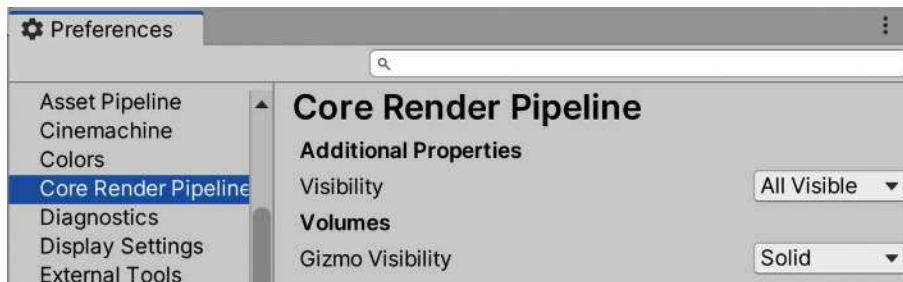 Preferences
Asset Pipeline
Cinemachine
Colors
Core Render Pipeline
Diagnostics
Display Settings
External Tools
Core Render Pipeline
Additional Properties
Visibility All Visible
Volumes
Gizmo Visibility Solid